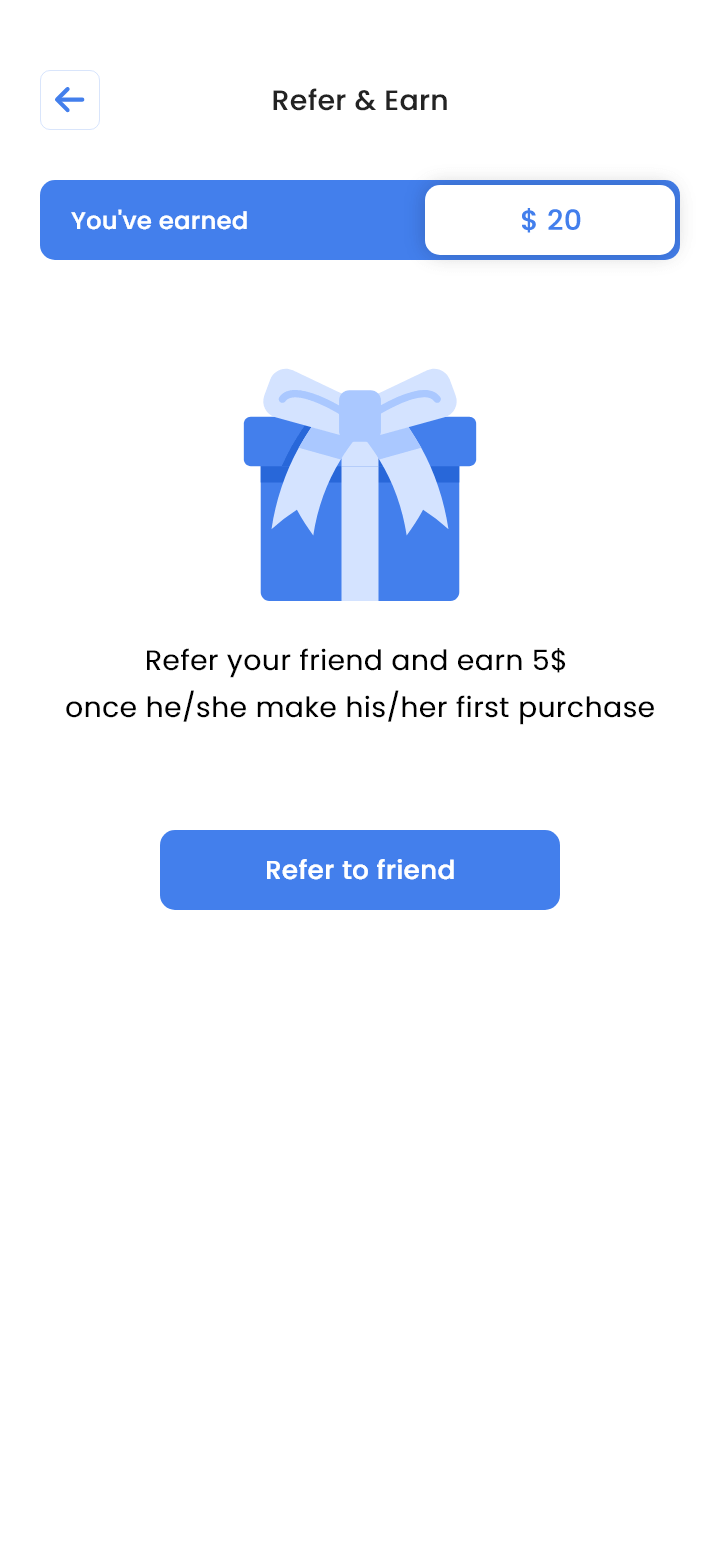 Refer & Earn
You've earned
$ 20
Refer your friend and earn 5$
once he/she make his/her first purchase
Refer to friend